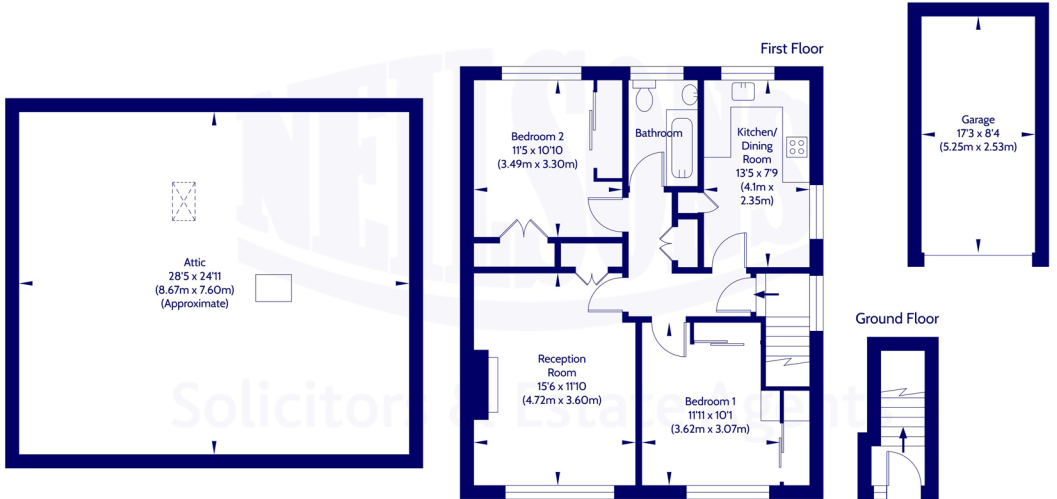 NEILSONS
Solicitors & Estate Agents
First Floor
Bedroom 2
11'5 x 10'10
(3.49m x 3.30m)
Bathroom
Kitchen/
Dining
Room
13'5 x 7'9
(4.1m x
2.35m)
Garage
17'3 x 8'4
(5.25m x 2.53m)
Attic
28'5 x 24'11
(8.67m x 7.60m)
(Approximate)
Ground Floor
Reception
Room
15'6 x 11'10
(4.72m x 3.60m)
Bedroom 1
11'11 x 10'1
(3.62m x 3.07m)